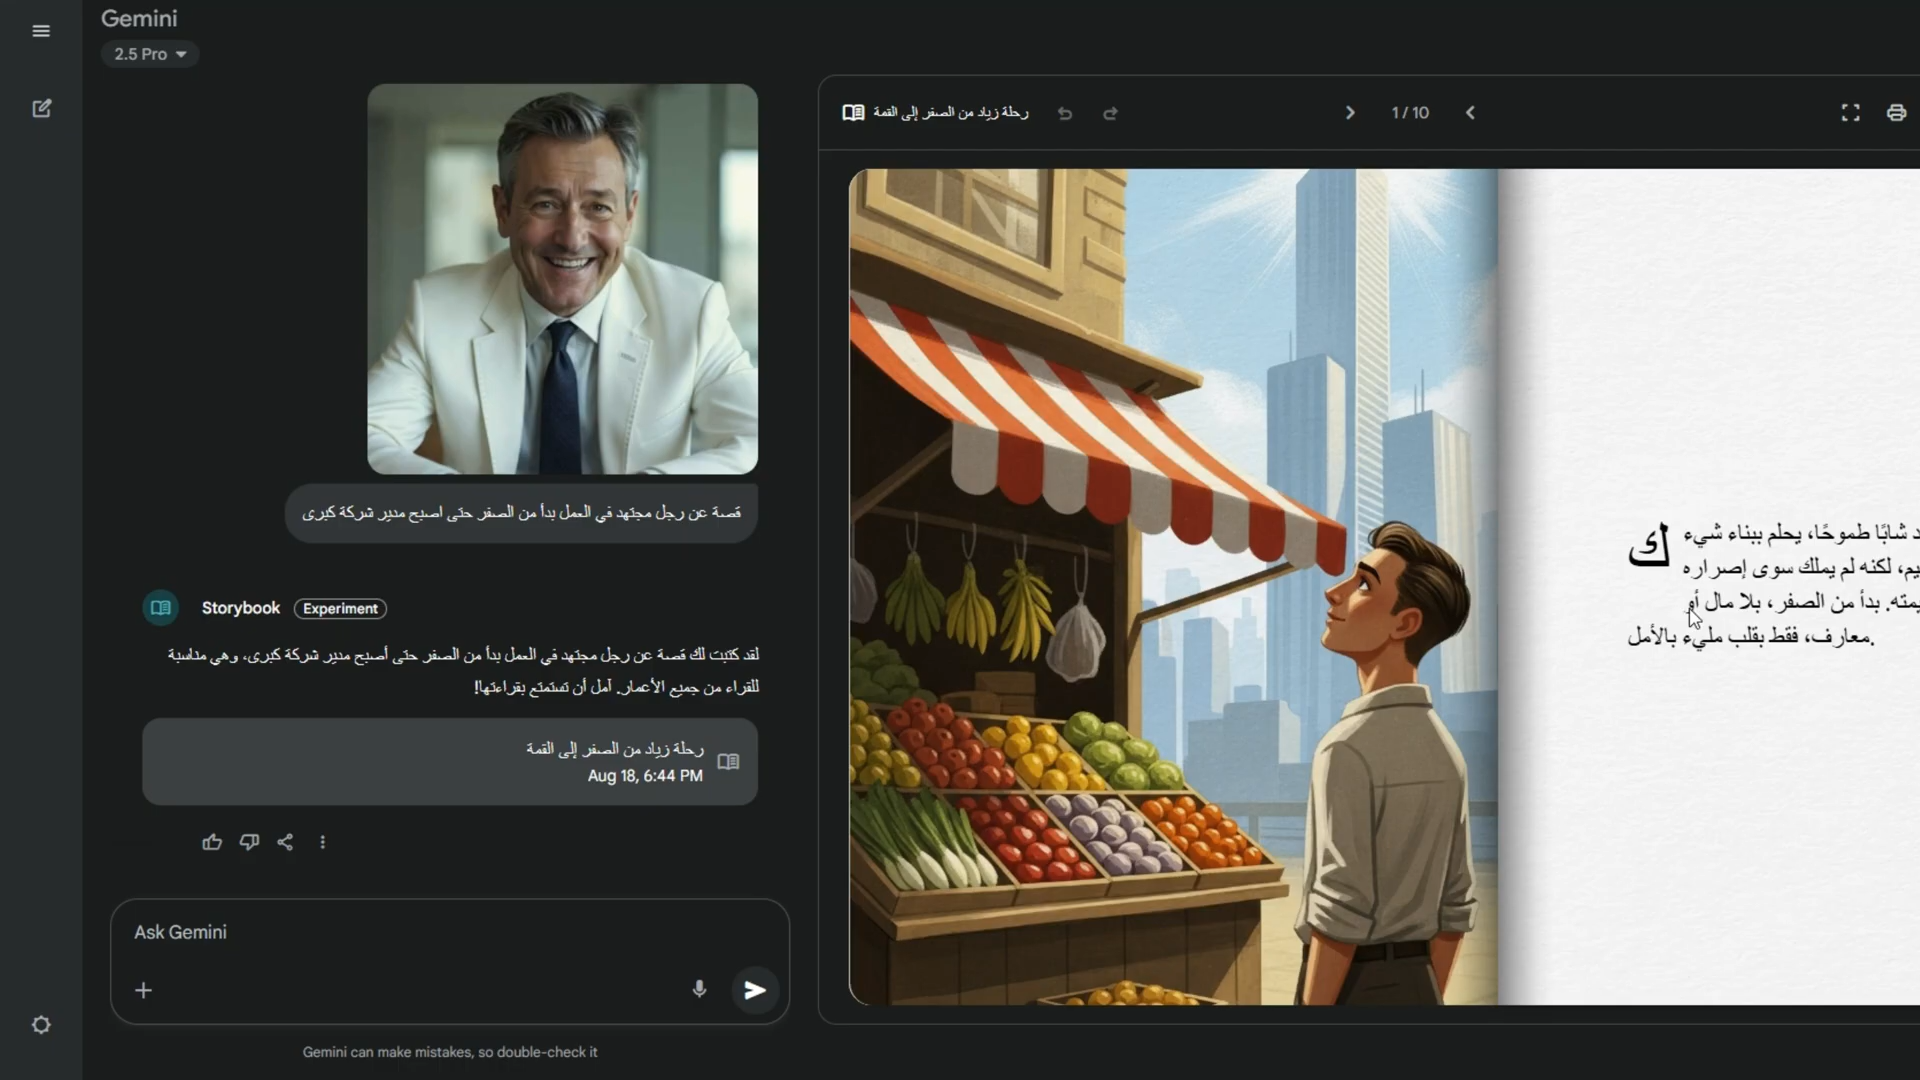 Gemini
2.5 Pro
قصة عن رجل مجتهد في العمل بدأ من الصفر حتى اصبح مدير شركة كبرى
Storybook Experiment
لقد كتبت لك قصة عن رجل مجتهد في العمل بدأ من الصفر حتى أصبح مدير شركة كبرى، وهي مناسبة
للقراء من جميع الأعمار. آمل أن تستمتع بقراءتها!
رحلة زياد من الصفر إلى القمة
Aug 18, 6:44 PM
Ask Gemini
Gemini can make mistakes, so double-check it
رحلة زياد من الصفر إلى القمة
1 / 10
ك
شابًا طموحًا، يحلم ببناء شيء
لكنه لم يملك سوى إصراره
بدأ من الصفر، بلا مال أو
معارف، فقط بقلب مليء بالأمل.